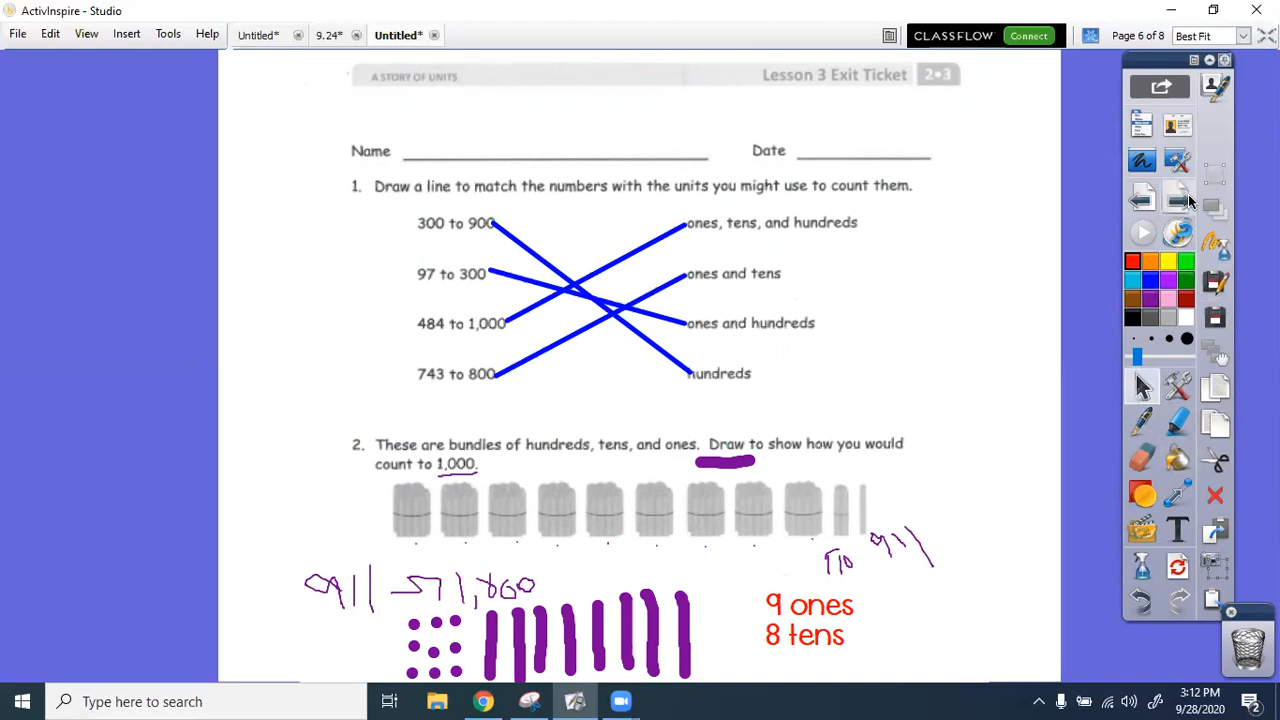 ActivInspire - Studio
File Edit View Insert Tools Help
Untitled* 9.24* Untitled*
CLASSFLOW Connect
Page 6 of 8 Best Fit
A STORY OF UNITS
Lesson 3 Exit Ticket 2•3
Name Date
1. Draw a line to match the numbers with the units you might use to count them.
300 to 900 ones, tens, and hundreds
97 to 300 ones and tens
484 to 1,000 ones and hundreds
743 to 800 hundreds
2. These are bundles of hundreds, tens, and ones. Draw to show how you would
count to 1,000.
910 911
911 → 1,000
9 ones
8 tens
Type here to search
3:12 PM
9/28/2020
2